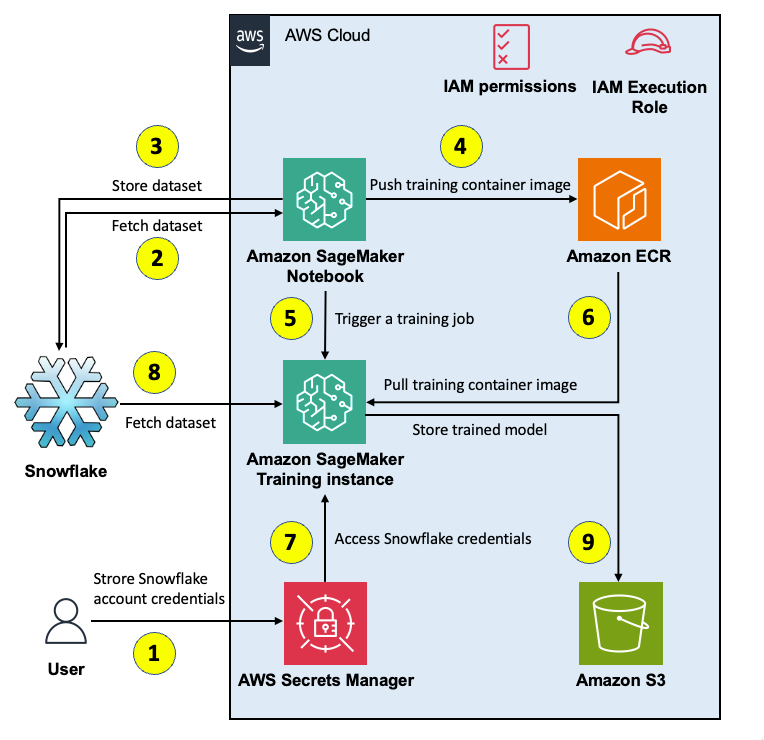 aws
AWS Cloud
IAM permissions
IAM Execution
Role
3
4
Store dataset
Push training container image
Fetch dataset
2
Amazon SageMaker
Notebook
Amazon ECR
5
Trigger a training job
6
8
Pull training container image
Fetch dataset
Store trained model
Snowflake
Amazon SageMaker
Training instance
7
Access Snowflake credentials
9
Strore Snowflake
account credentials
User
1
AWS Secrets Manager
Amazon S3